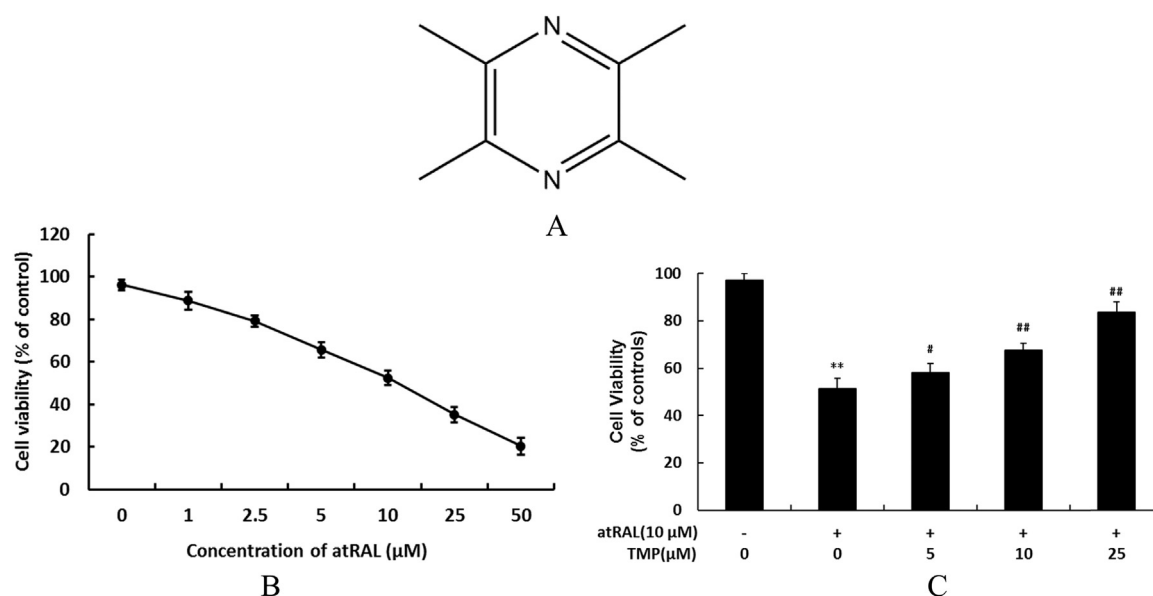 N
N
A
Cell viability (% of control)
120
100
80
60
40
20
0
0 1 2.5 5 10 25 50
Concentration of atRAL (μM)
B
Cell Viability
(% of controls)
100
80
60
40
20
0
**
#
##
##
atRAL(10 μM) - + + + +
TMP(μM) 0 0 5 10 25
C